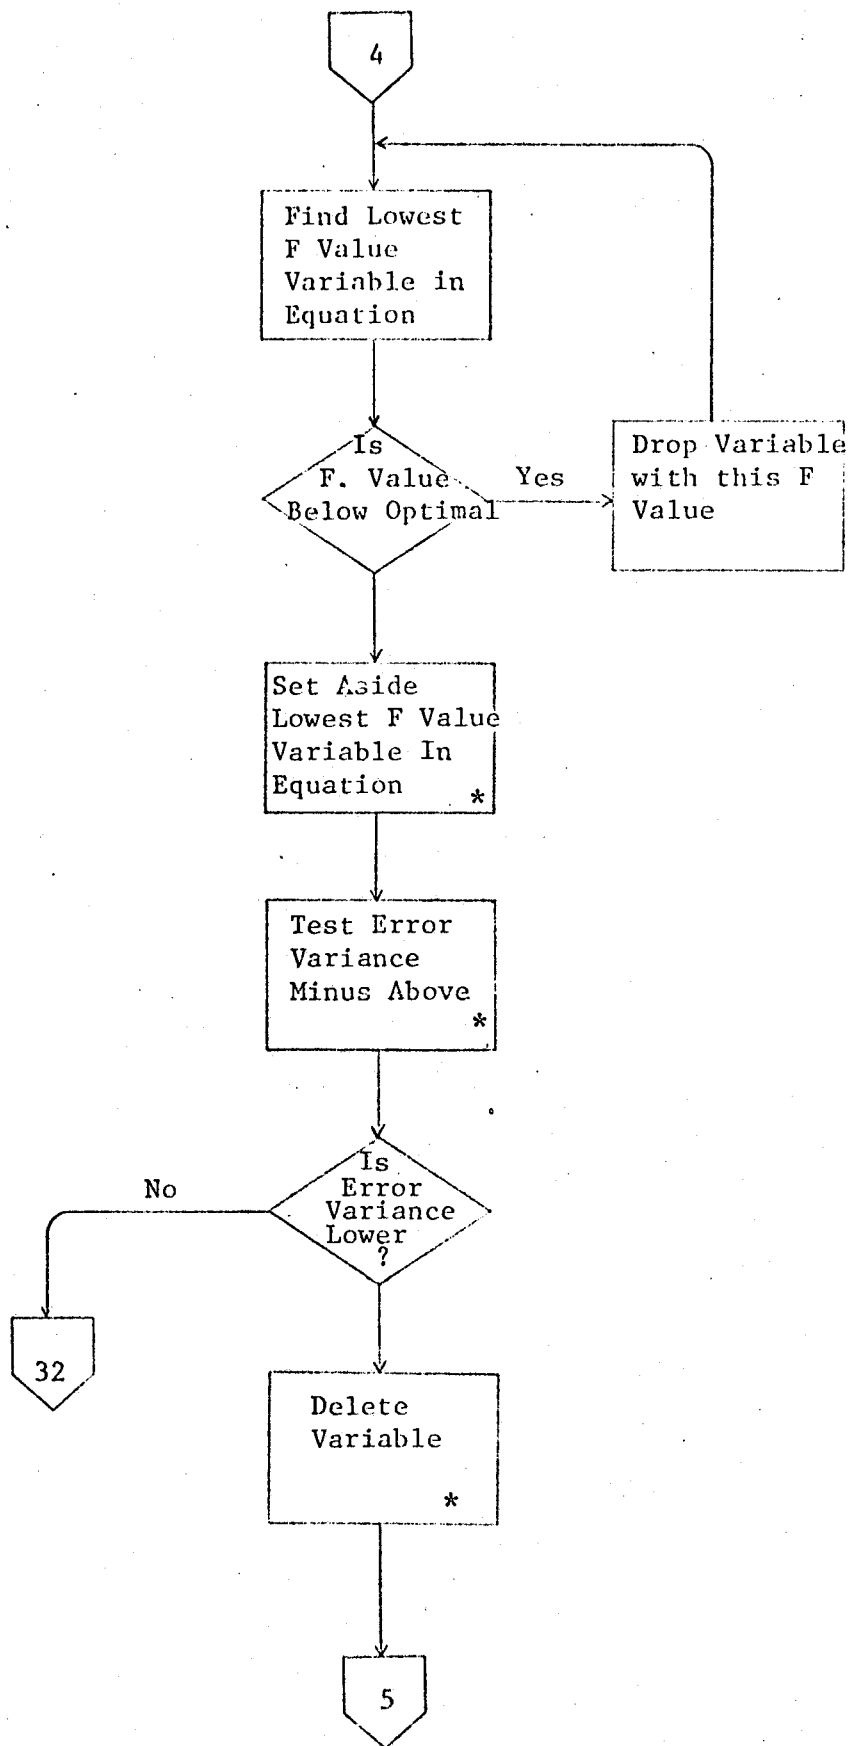 4
Find Lowest
F Value
Variable in
Equation
Is
F. Value
Below Optimal
Yes
Drop Variable
with this F
Value
Set Aside
Lowest F Value
Variable In
Equation
*
Test Error
Variance
Minus Above
*
Is
Error
Variance
Lower
?
No
32
Delete
Variable
*
5